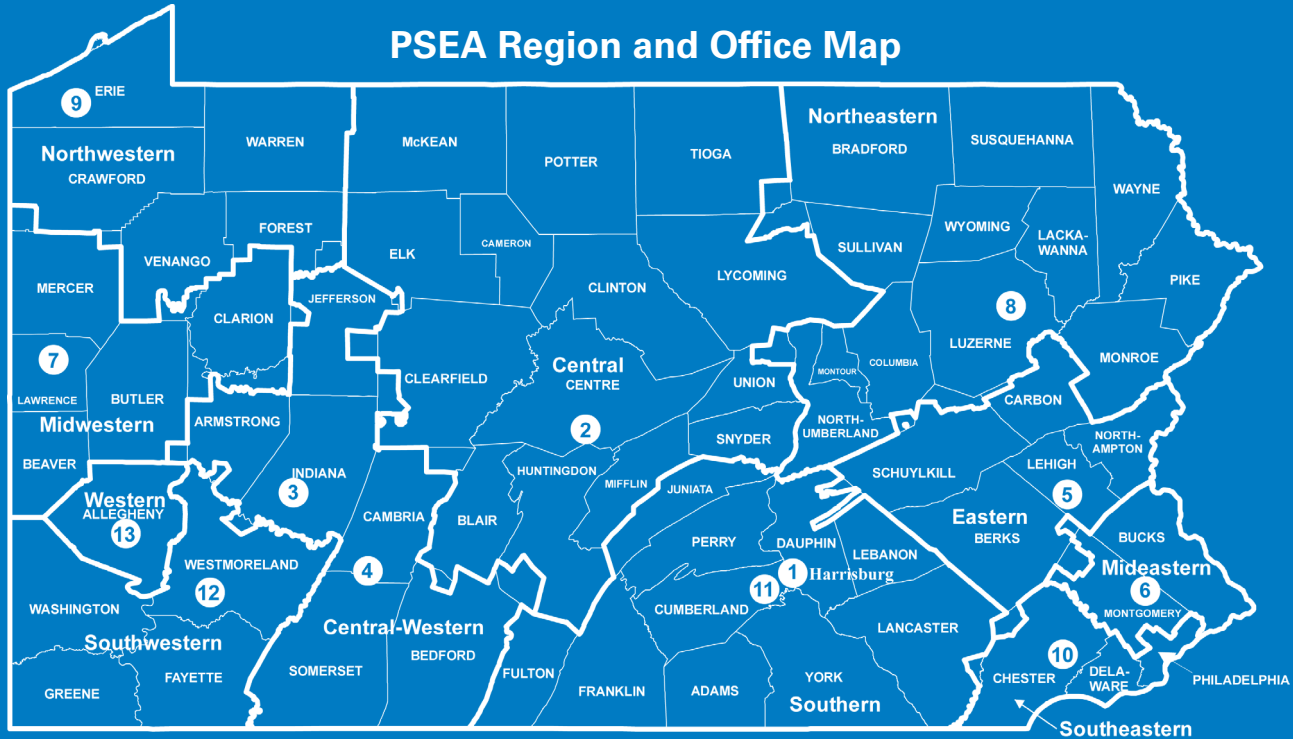 PSEA Region and Office Map
ERIE
9
Northwestern
CRAWFORD
WARREN
McKEAN
POTTER
TIOGA
Northeastern
BRADFORD
SUSQUEHANNA
WAYNE
FOREST
VENANGO
ELK
CAMERON
SULLIVAN
WYOMING
LACKA-
WANNA
MERCER
CLARION
JEFFERSON
CLINTON
LYCOMING
PIKE
8
LUZERNE
7
LAWRENCE
BUTLER
Midwestern
CLEARFIELD
Central
CENTRE
2
UNION
MONTOUR
COLUMBIA
MONROE
CARBON
ARMSTRONG
NORTH-
UMBERLAND
NORTH-
AMPTON
SNYDER
BEAVER
INDIANA
3
HUNTINGDON
MIFFLIN
JUNIATA
SCHUYLKILL
LEHIGH
5
Western
ALLEGHENY
13
CAMBRIA
BLAIR
Eastern
BERKS
PERRY
DAUPHIN
LEBANON
BUCKS
WESTMORELAND
12
4
1
Harrisburg
11
CUMBERLAND
Mideastern
6
MONTGOMERY
WASHINGTON
Southwestern
Central-Western
BEDFORD
LANCASTER
GREENE
FAYETTE
SOMERSET
FULTON
FRANKLIN
ADAMS
YORK
Southern
10
CHESTER
DELA-
WARE
PHILADELPHIA
Southeastern